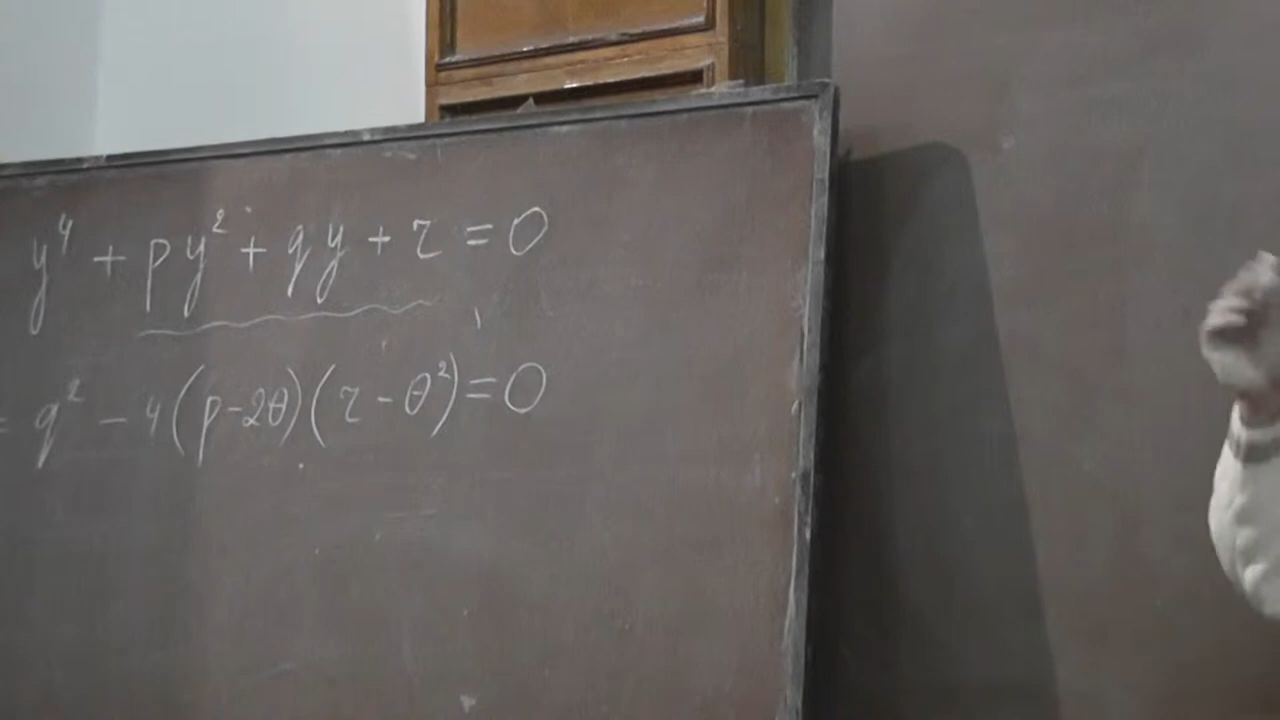 y⁴ + py² + qy + r = 0
= q² - 4(p-2θ)(r-θ²)=0